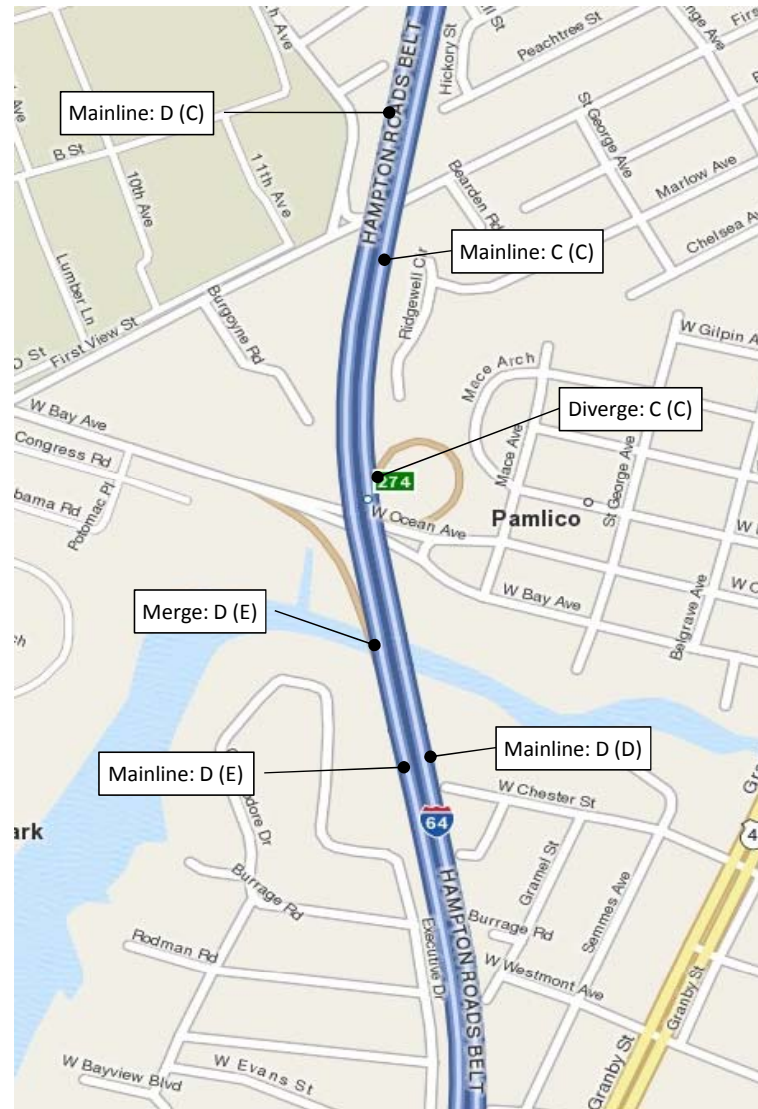 Hickory St
Peachtree St
HAMPTON ROADS BELT
Mainline: D (C)
B St
10th Ave
11th Ave
St George Ave
Marlow Ave
Bearden Rd
Chelsea
Mainline: C (C)
Lumber Ln
Burgoyne Rd
Ridgewell Cir
First View St
W Gilpin
Mace Arch
W Bay Ave
Diverge: C (C)
Congress Rd
Mace Ave
St George Ave
274
Potomac Pl
W Ocean Ave
Pamlico
W Bay Ave
Belgrave Ave
Merge: D (E)
Mainline: D (D)
Mainline: D (E)
W Chester St
64
Gramel St
Semmes Ave
Burrage Rd
HAMPTON ROADS BELT
Burrage Rd
Rodman Rd
Executive Dr
W Westmont Ave
Granby St
Granby St
W Bayview Blvd
W Evans St